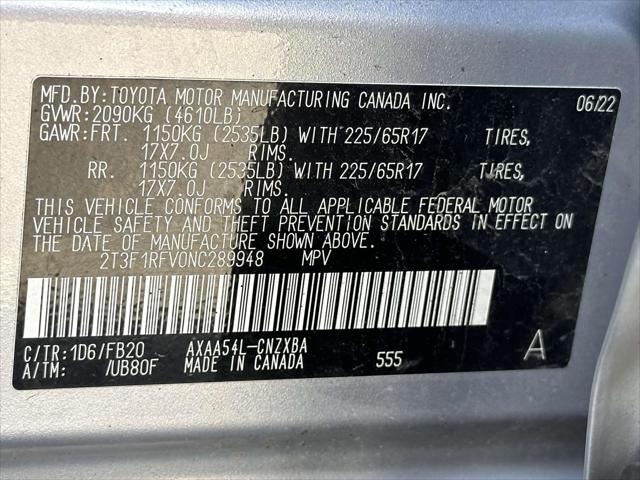 MFD.BY:TOYOTA MOTOR MANUFACTURING CANADA INC. 06/22
GVWR:2090KG (4610LB)
GAWR:FRT. 1150KG (2535LB) WITH 225/65R17 TIRES,
17X7.0J RIMS.
RR. 1150KG (2535LB) WITH 225/65R17 TIRES,
17X7.0J RIMS.
THIS VEHICLE CONFORMS TO ALL APPLICABLE FEDERAL MOTOR
VEHICLE SAFETY AND THEFT PREVENTION STANDARDS IN EFFECT ON
THE DATE OF MANUFACTURE SHOWN ABOVE.
2T3F1RFV0NC289948 MPV
C/TR:1D6/FB20 AXAA54L-CNZXBA
A/TM: /UB80F MADE IN CANADA 555 A